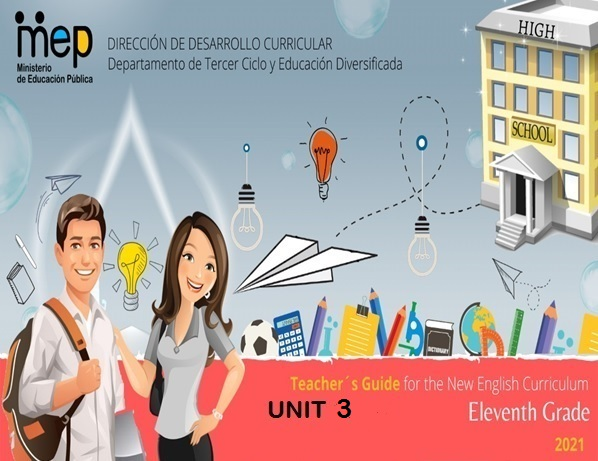 mep
Ministerio
de Educación Pública
DIRECCIÓN DE DESARROLLO CURRICULAR
Departamento de Tercer Ciclo y Educación Diversificada
HIGH
SCHOOL
DICTIONARY
Teacher´s Guide for the New English Curriculum
UNIT 3
Eleventh Grade
2021